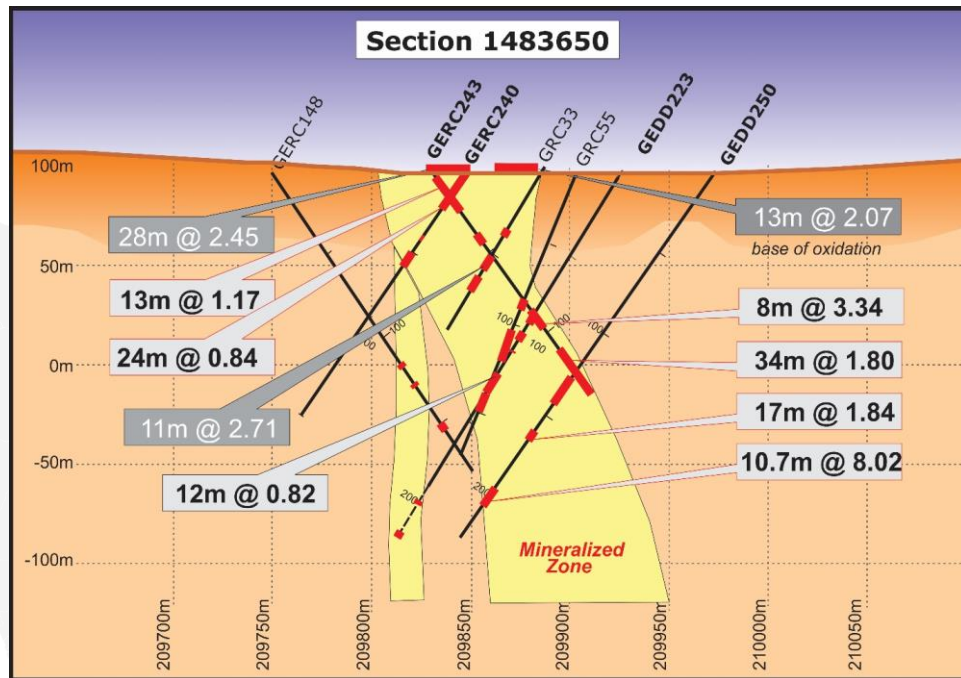 Section 1483650
GERC148
GERC243
GERC240
GRC33
GRC55
GEDD223
GEDD250
100m
50m
0m
-50m
-100m
28m @ 2.45
13m @ 1.17
24m @ 0.84
11m @ 2.71
12m @ 0.82
13m @ 2.07
base of oxidation
8m @ 3.34
34m @ 1.80
17m @ 1.84
10.7m @ 8.02
100
100
100
200
100
200
200
Mineralized
Zone
209700m
209750m
209800m
209850m
209900m
209950m
210000m
210050m